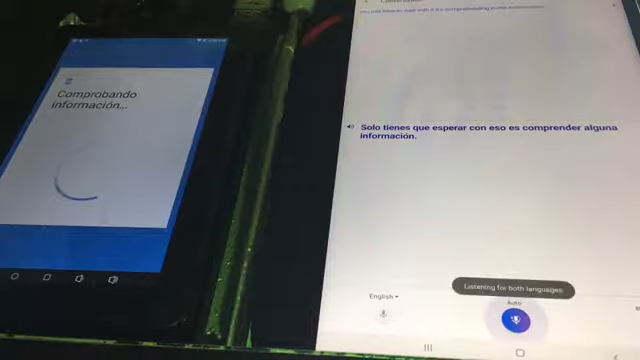 Comprobando
información...
Solo tienes que esperar con eso es comprender alguna
información.
Listening for both languages
English
Auto